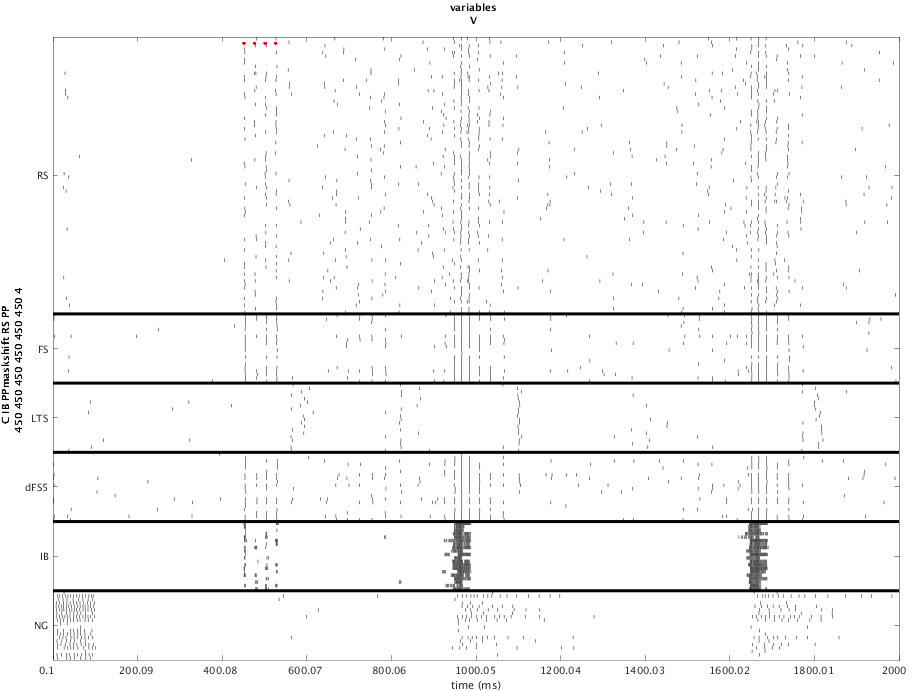 variables
V
RS
FS
LTS
dFS5
IB
NG
C IB PPmaskshift RS PP
450 450 450 450 450 450 4
0.1
200.09
400.08
600.07
800.06
1000.05
1200.04
1400.03
1600.02
1800.01
2000
time (ms)